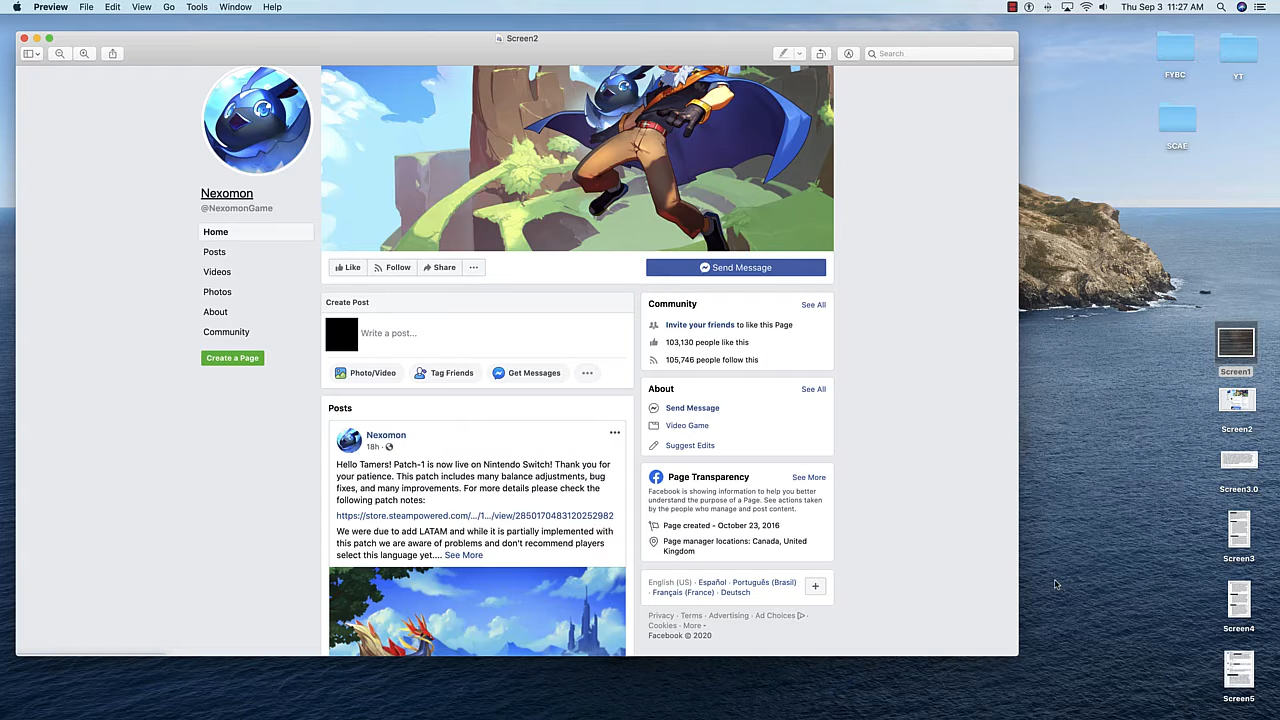 Preview File Edit View Go Tools Window Help
Thu Sep 3 11:27 AM
Screen2
Search
Nexomon
@NexomonGame
Home
Posts
Videos
Photos
About
Community
Create a Page
Like Follow Share ...
Send Message
Create Post
Write a post...
Photo/Video Tag Friends Get Messages ...
Posts
Nexomon
18h ·
Hello Tamers! Patch-1 is now live on Nintendo Switch! Thank you for
your patience. This patch includes many balance adjustments, bug
fixes, and many improvements. For more details please check the
following patch notes:
https://store.steampowered.com/.../1.../view/2850170483120252982
We were due to add LATAM and while it is partially implemented with
this patch we are aware of problems and don't recommend players
select this language yet.... See More
Community See All
Invite your friends to like this Page
103,130 people like this
105,746 people follow this
About See All
Send Message
Video Game
Suggest Edits
Page Transparency See More
Facebook is showing information to help you better
understand the purpose of a Page. See actions taken
by the people who manage and post content.
Page created - October 23, 2016
Page manager locations: Canada, United
Kingdom
English (US) · Español · Português (Brasil)
· Français (France) · Deutsch
Privacy · Terms · Advertising · Ad Choices ·
Cookies · More
Facebook © 2020
FYBC
YT
SCAE
Screen1
Screen2
Screen3.0
Screen3
Screen4
Screen5